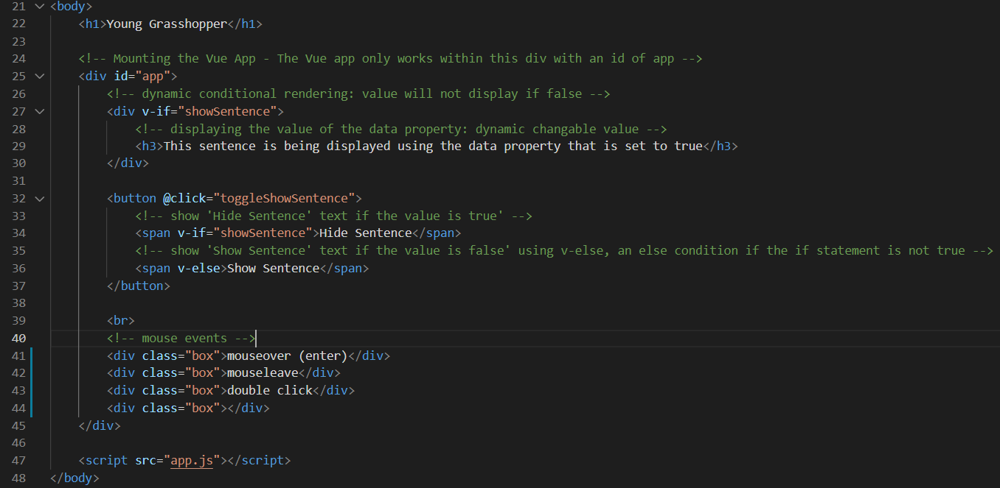 21 <body>
22 <h1>Young Grasshopper</h1>
23
24 <!-- Mounting the Vue App - The Vue app only works within this div with an id of app -->
25 <div id="app">
26 <!-- dynamic conditional rendering: value will not display if false -->
27 <div v-if="showSentence">
28 <!-- displaying the value of the data property: dynamic changable value -->
29 <h3>This sentence is being displayed using the data property that is set to true</h3>
30 </div>
31
32 <button @click="toggleShowSentence">
33 <!-- show 'Hide Sentence' text if the value is true' -->
34 <span v-if="showSentence">Hide Sentence</span>
35 <!-- show 'Show Sentence' text if the value is false' using v-else, an else condition if the if statement is not true -->
36 <span v-else>Show Sentence</span>
37 </button>
38
39 <br>
40 <!-- mouse events -->
41 <div class="box">mouseover (enter)</div>
42 <div class="box">mouseleave</div>
43 <div class="box">double click</div>
44 <div class="box"></div>
45 </div>
46
47 <script src="app.js"></script>
48 </body>